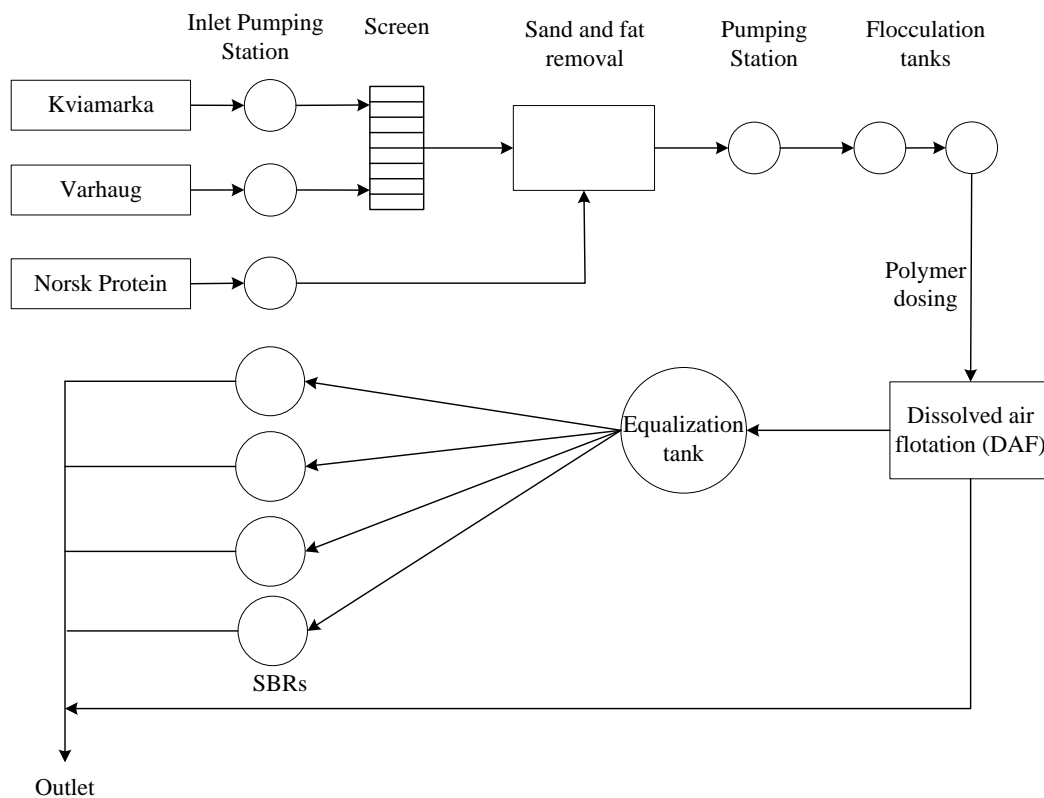 Inlet Pumping
Station
Screen
Sand and fat
removal
Pumping
Station
Flocculation
tanks
Kviamarka
Varhaug
Norsk Protein
Polymer
dosing
Equalization
tank
Dissolved air
flotation (DAF)
SBRs
Outlet